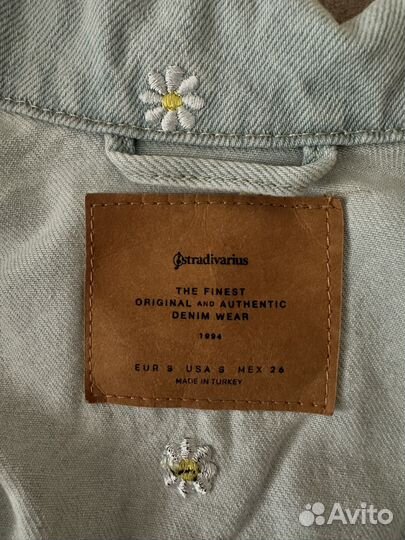 stradivarius
THE FINEST
ORIGINAL AND AUTHENTIC
DENIM WEAR
1994
EUR S USA S MEX 26
MADE IN TURKEY
Avito